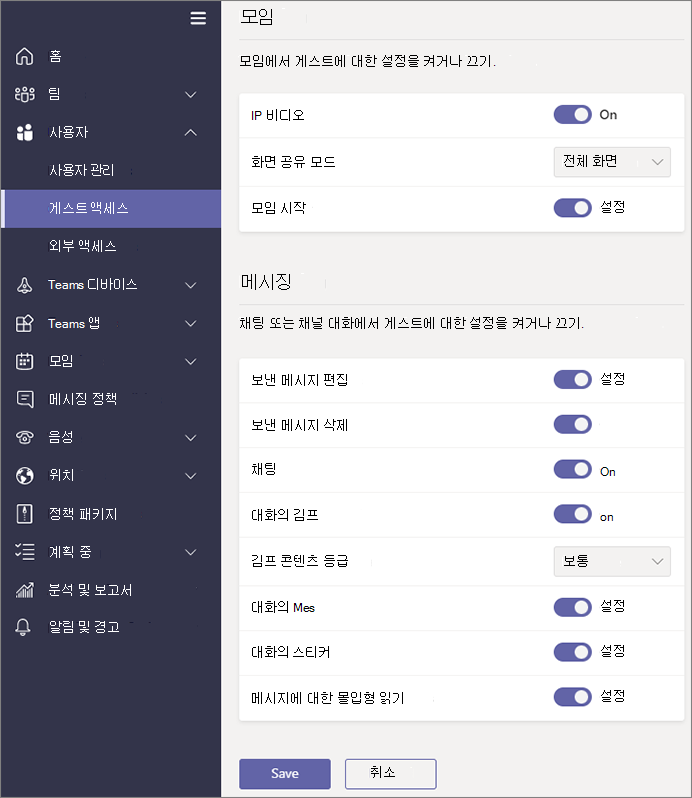 홈
팀
사용자
사용자 관리
게스트 액세스
외부 액세스
Teams 디바이스
Teams 앱
모임
메시징 정책
음성
위치
정책 패키지
계획 중
분석 및 보고서
알림 및 경고
모임
모임에서 게스트에 대한 설정을 켜거나 끄기.
IP 비디오 On
화면 공유 모드 전체 화면
모임 시작 설정
메시징
채팅 또는 채널 대화에서 게스트에 대한 설정을 켜거나 끄기.
보낸 메시지 편집 설정
보낸 메시지 삭제
채팅 On
대화의 김프 on
김프 콘텐츠 등급 보통
대화의 Mes 설정
대화의 스티커 설정
메시지에 대한 몰입형 읽기 설정
Save 취소